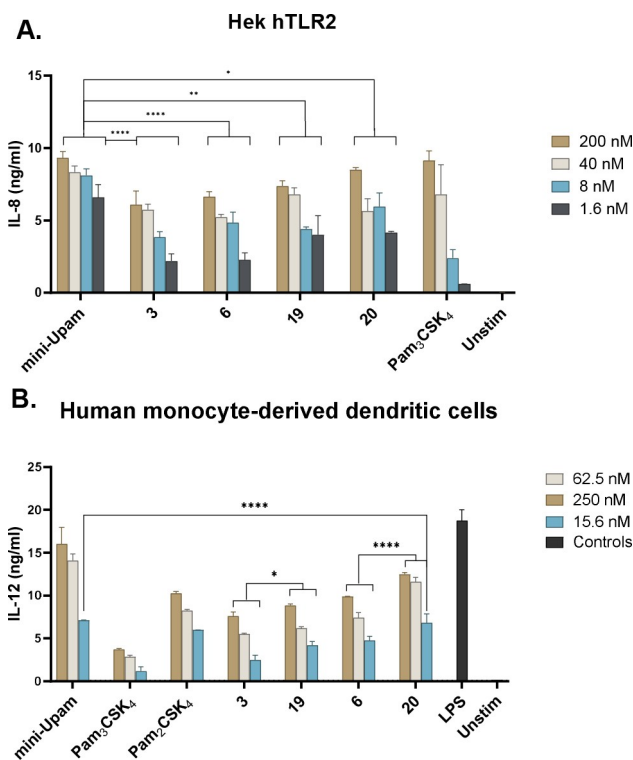 A.
Hek hTLR2
IL-8 (ng/ml)
15
10
5
0
*
**
****
****
mini-Upam
3
6
19
20
Pam₃CSK₄
Unstim
200 nM
40 nM
8 nM
1.6 nM
B.
Human monocyte-derived dendritic cells
IL-12 (ng/ml)
25
20
15
10
5
0
****
*
****
mini-Upam
Pam₃CSK₄
Pam₂CSK₄
3
19
6
20
LPS
Unstim
62.5 nM
250 nM
15.6 nM
Controls